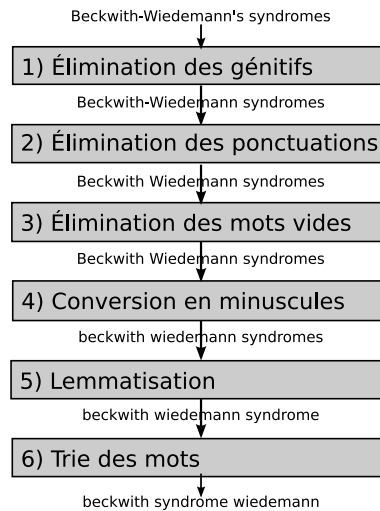 Beckwith-Wiedemann's syndromes
1) Élimination des génitifs
Beckwith-Wiedemann syndromes
2) Élimination des ponctuations
Beckwith Wiedemann syndromes
3) Élimination des mots vides
Beckwith Wiedemann syndromes
4) Conversion en minuscules
beckwith wiedemann syndromes
5) Lemmatisation
beckwith wiedemann syndrome
6) Trie des mots
beckwith syndrome wiedemann